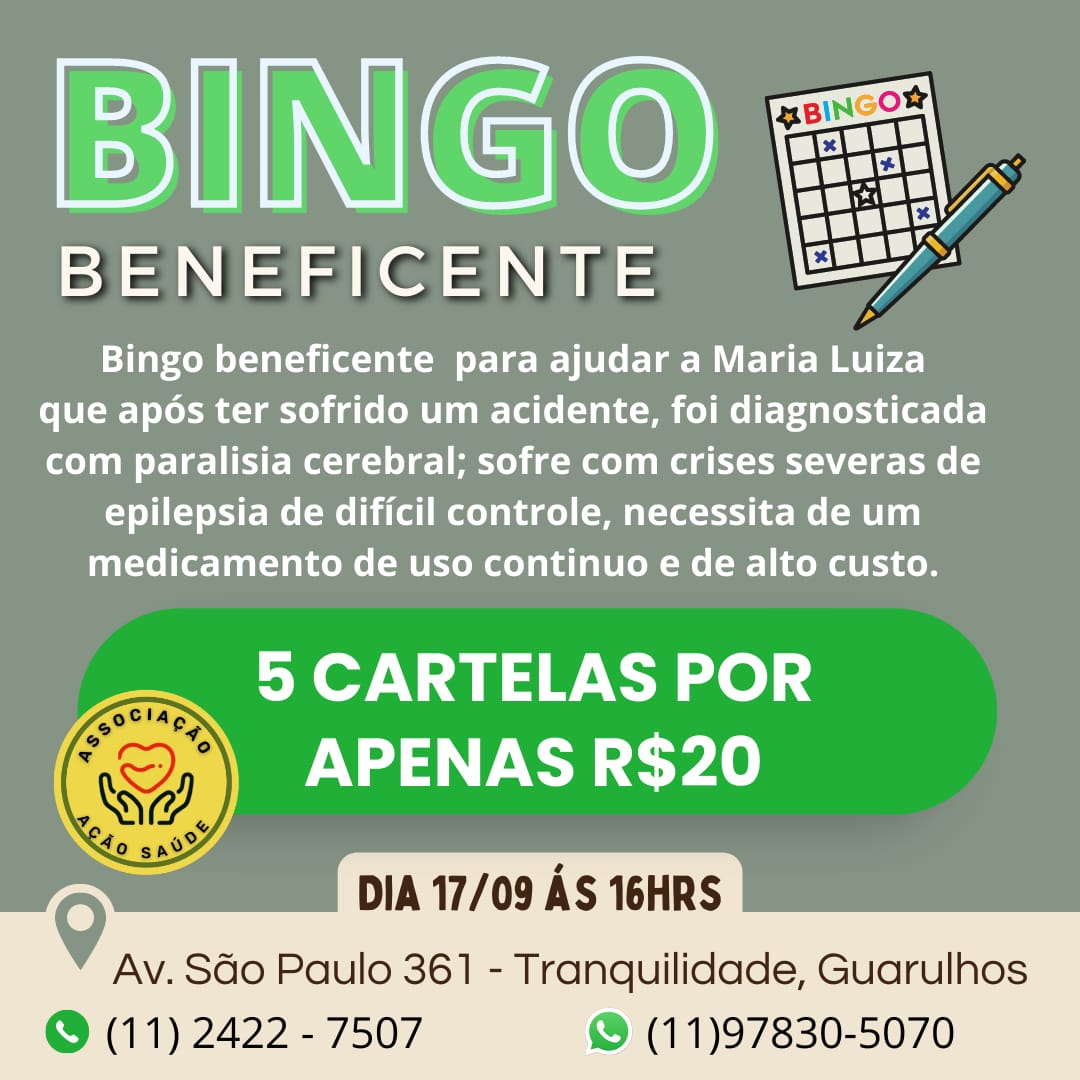 BINGO
BINGO
BENEFICENTE
Bingo beneficente  para ajudar a Maria Luiza
que após ter sofrido um acidente, foi diagnosticada
com paralisia cerebral; sofre com crises severas de
epilepsia de difícil controle, necessita de um
medicamento de uso continuo e de alto custo.
5 CARTELAS POR
APENAS R$20
ASSOCIAÇÃO
AÇÃO SAÚDE
DIA 17/09 ÁS 16HRS
Av. São Paulo 361 - Tranquilidade, Guarulhos
(11) 2422 - 7507
(11)97830-5070